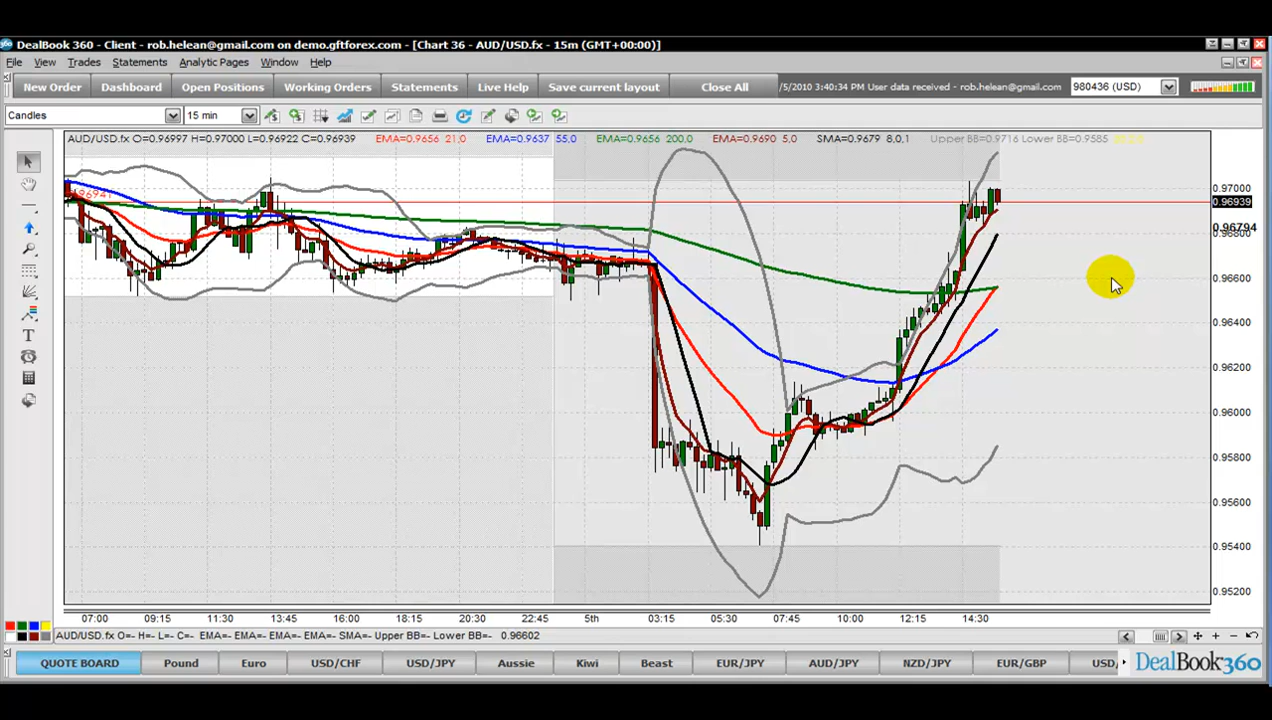 DealBook 360 - Client - rob.helean@gmail.com on demo.gftforex.com - [Chart 36 - AUD/USD.fx - 15m (GMT+00:00)]
File View Trades Statements Analytic Pages Window Help
New Order Dashboard Open Positions Working Orders Statements Live Help Save current layout Close All /5/2010 3:40:34 PM User data received - rob.helean@gmail.com 980436 (USD)
Candles 15 min
AUD/USD.fx O=0.96997 H=0.97000 L=0.96922 C=0.96939 EMA=0.9656 21,0 EMA=0.9637 55,0 EMA=0.9656 200,0 EMA=0.9690 5,0 SMA=0.9679 8,0,1 Upper BB=0.9716 Lower BB=0.9585
0.97000
0.96939
0.96794
0.96800
0.96600
T
0.96400
0.96200
0.96000
0.95800
0.95600
0.95400
0.95200
07:00 09:15 11:30 13:45 16:00 18:15 20:30 5th 03:15 05:30 07:45 10:00 12:15 14:30
AUD/USD.fx O=- H=- L=- C=- EMA=- EMA=- EMA=- EMA=- SMA=- Upper BB=- Lower BB=- 0.96602
QUOTE BOARD Pound Euro USD/CHF USD/JPY Aussie Kiwi Beast EUR/JPY AUD/JPY NZD/JPY EUR/GBP USD/ DealBook360